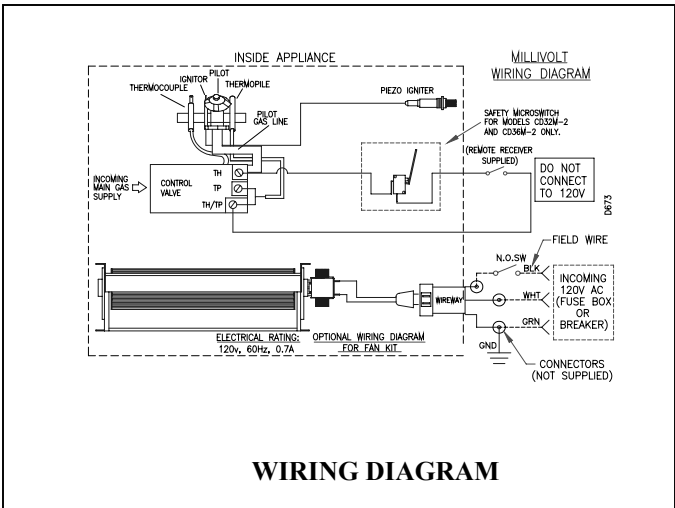 INSIDE APPLIANCE
MILLIVOLT
WIRING DIAGRAM
PILOT
IGNITOR
THERMOCOUPLE
THERMOPILE
PILOT
GAS LINE
PIEZO IGNITER
SAFETY MICROSWITCH
FOR MODELS CD32M-2
AND CD36M-2 ONLY.
(REMOTE RECEIVER
SUPPLIED)
DO NOT
CONNECT
TO 120V
D673
INCOMING
MAIN GAS
SUPPLY
CONTROL
VALVE
TH
TP
TH/TP
FIELD WIRE
N.O.SW
BLK
WHT
GRN
GND
WIREWAY
INCOMING
120V AC
(FUSE BOX
OR
BREAKER)
CONNECTORS
(NOT SUPPLIED)
ELECTRICAL RATING:
120v, 60Hz, 0.7A
OPTIONAL WIRING DIAGRAM
FOR FAN KIT
WIRING DIAGRAM